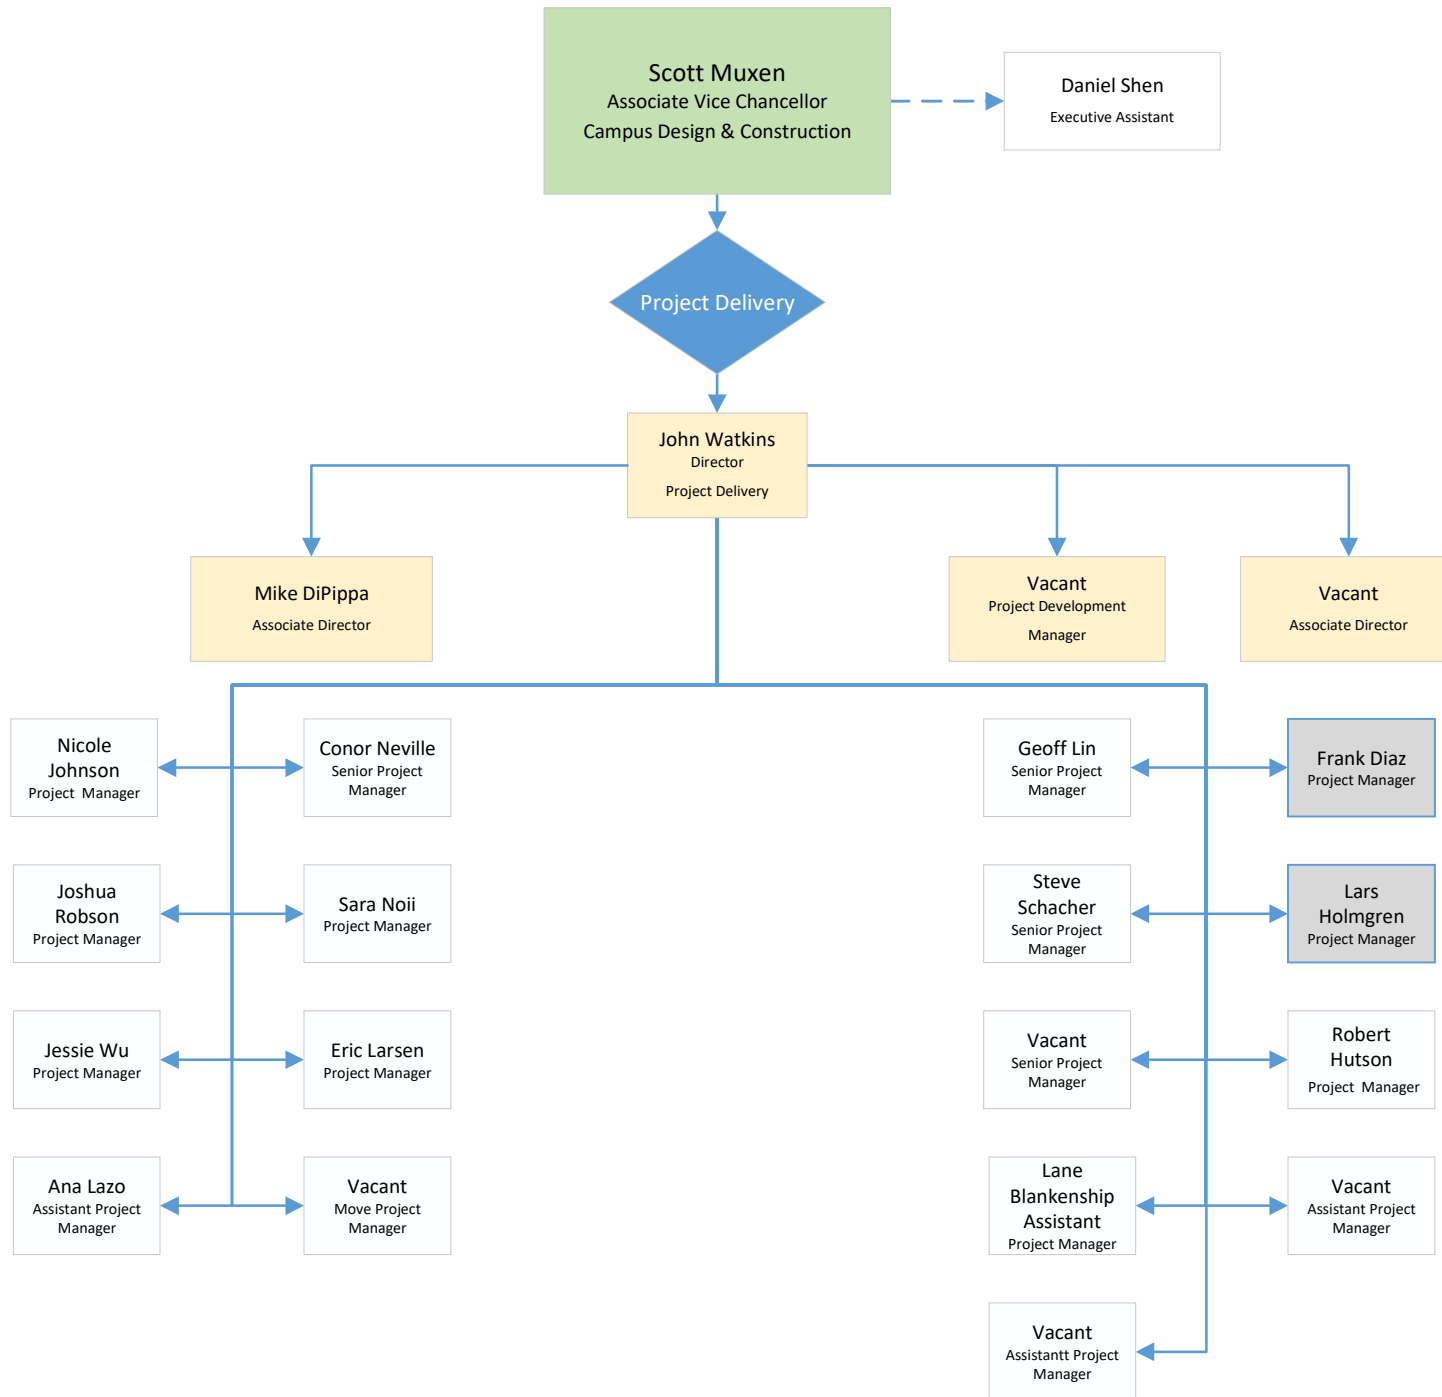 Scott Muxen
Associate Vice Chancellor
Campus Design & Construction
Daniel Shen
Executive Assistant
Project Delivery
John Watkins
Director
Project Delivery
Mike DiPippa
Associate Director
Vacant
Project Development
Manager
Vacant
Associate Director
Nicole
Johnson
Project  Manager
Conor Neville
Senior Project
Manager
Geoff Lin
Senior Project
Manager
Frank Diaz
Project Manager
Joshua
Robson
Project Manager
Sara Noii
Project Manager
Steve
Schacher
Senior Project
Manager
Lars
Holmgren
Project Manager
Jessie Wu
Project Manager
Eric Larsen
Project Manager
Vacant
Senior Project
Manager
Robert
Hutson
Project  Manager
Ana Lazo
Assistant Project
Manager
Vacant
Move Project
Manager
Lane
Blankenship
Assistant
Project Manager
Vacant
Assistant Project
Manager
Vacant
Assistantt Project
Manager